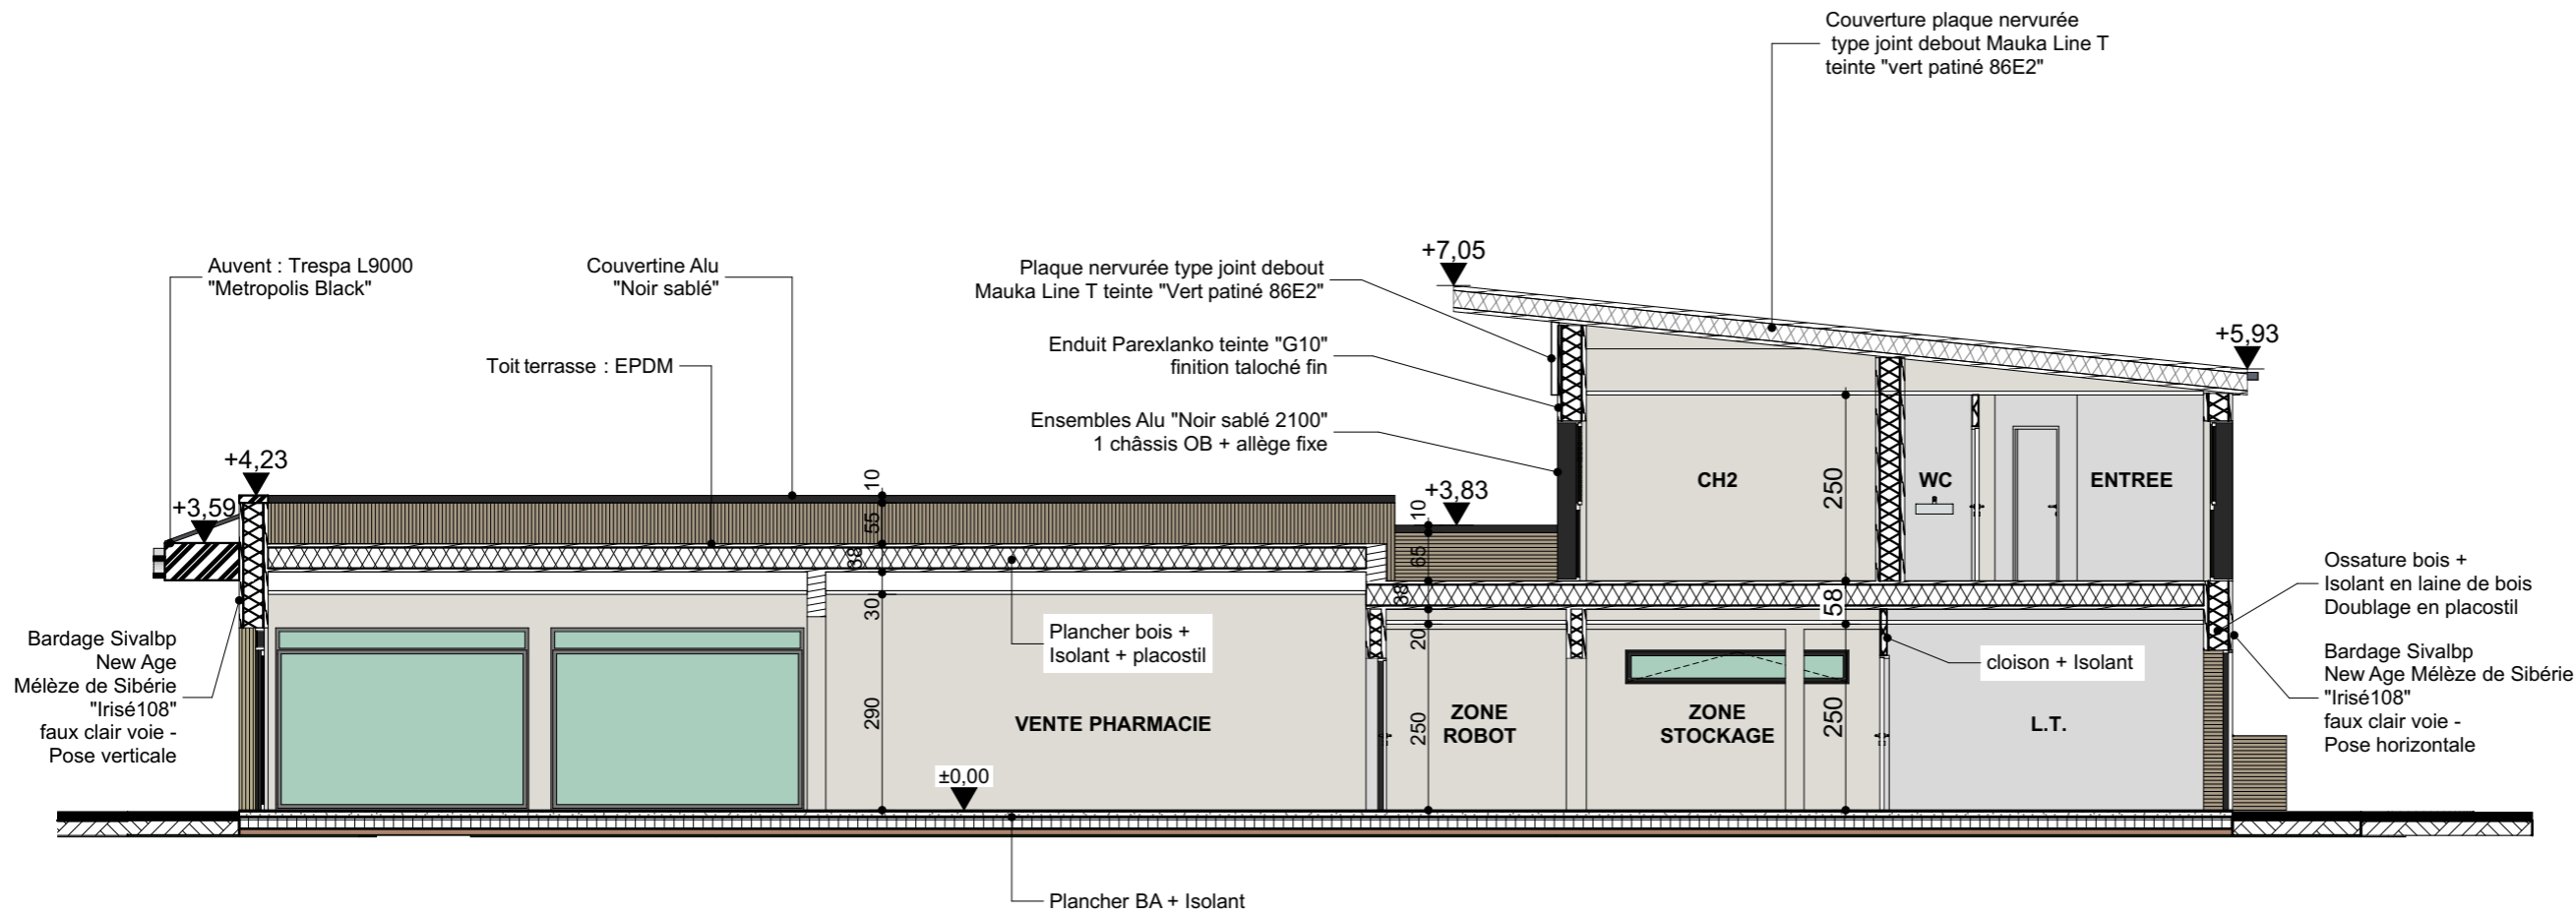 Couverture plaque nervurée
type joint debout Mauka Line T
teinte "vert patiné 86E2"
+7,05
+5,93
Auvent : Trespa L9000
"Metropolis Black"
Couvertine Alu
"Noir sablé"
Plaque nervurée type joint debout
Mauka Line T teinte "Vert patiné 86E2"
Enduit Parexlanko teinte "G10"
finition taloché fin
Toit terrasse : EPDM
Ensembles Alu "Noir sablé 2100"
1 châssis OB + allège fixe
+4,23
+3,59
+3,83
10
55
38
30
290
10
65
38
20
250
250
58
250
CH2
WC
ENTREE
Ossature bois +
Isolant en laine de bois
Doublage en placostil
Bardage Sivalbp
New Age
Mélèze de Sibérie
"Irisé108"
faux clair voie -
Pose verticale
Plancher bois +
Isolant + placostil
cloison + Isolant
Bardage Sivalbp
New Age Mélèze de Sibérie
"Irisé108"
faux clair voie -
Pose horizontale
VENTE PHARMACIE
ZONE
ROBOT
ZONE
STOCKAGE
L.T.
±0,00
Plancher BA + Isolant